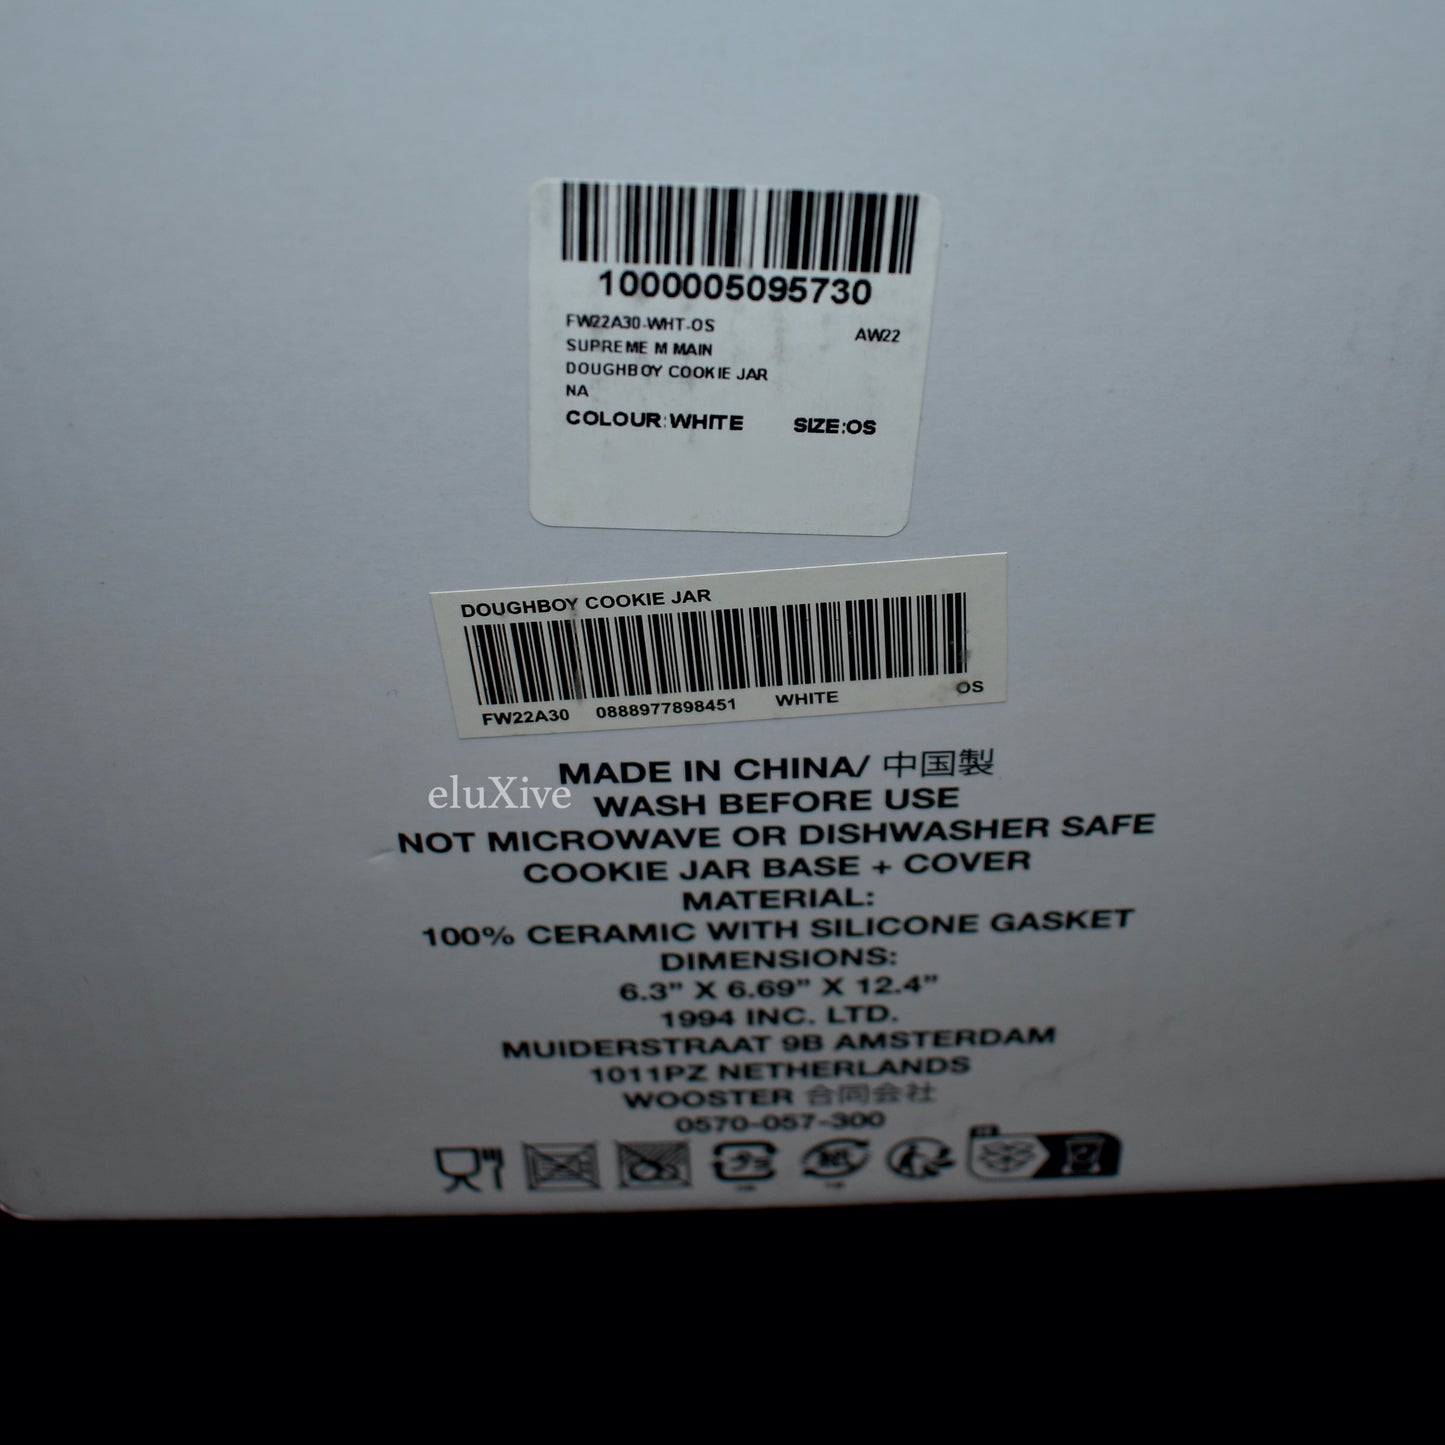 1000005095730
FW22A30-WHT-OS
AW22
SUPREME M MAIN
DOUGHBOY COOKIE JAR
NA
COLOUR:WHITE SIZE:OS
DOUGHBOY COOKIE JAR
FW22A30 0888977898451 WHITE OS
MADE IN CHINA/ 中国製
eluXive
WASH BEFORE USE
NOT MICROWAVE OR DISHWASHER SAFE
COOKIE JAR BASE + COVER
MATERIAL:
100% CERAMIC WITH SILICONE GASKET
DIMENSIONS:
6.3” X 6.69” X 12.4”
1994 INC. LTD.
MUIDERSTRAAT 9B AMSTERDAM
1011PZ NETHERLANDS
WOOSTER 合同会社
0570-057-300